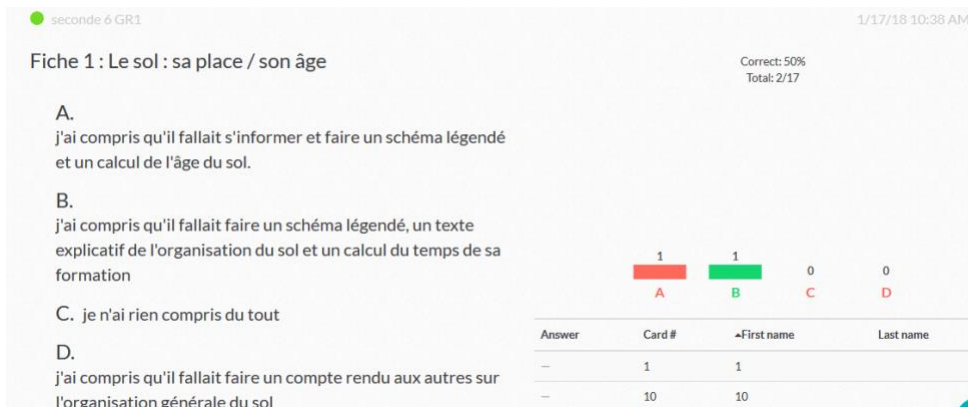 seconde 6 GR1
1/17/18 10:38 AM
Fiche 1 : Le sol : sa place / son âge
Correct: 50%
Total: 2/17
A.
j'ai compris qu'il fallait s'informer et faire un schéma légendé
et un calcul de l'âge du sol.
B.
j'ai compris qu'il fallait faire un schéma légendé, un texte
explicatif de l'organisation du sol et un calcul du temps de sa
formation
C. je n'ai rien compris du tout
D.
j'ai compris qu'il fallait faire un compte rendu aux autres sur
l'organisation générale du sol
1 1 0 0
A B C D
Answer Card # First name Last name
– 1 1
– 10 10